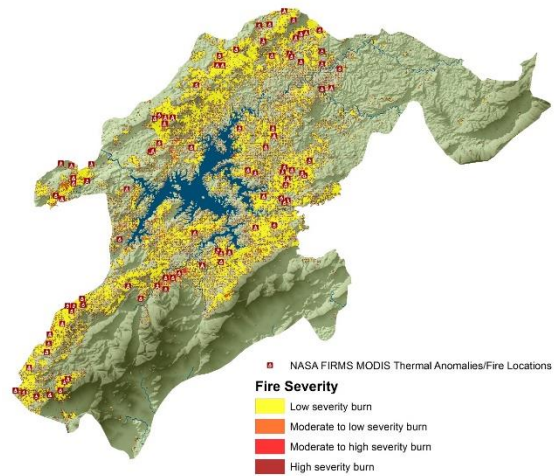 NASA FIRMS MODIS Thermal Anomalies/Fire Locations
Fire Severity
Low severity burn
Moderate to low severity burn
Moderate to high severity burn
High severity burn